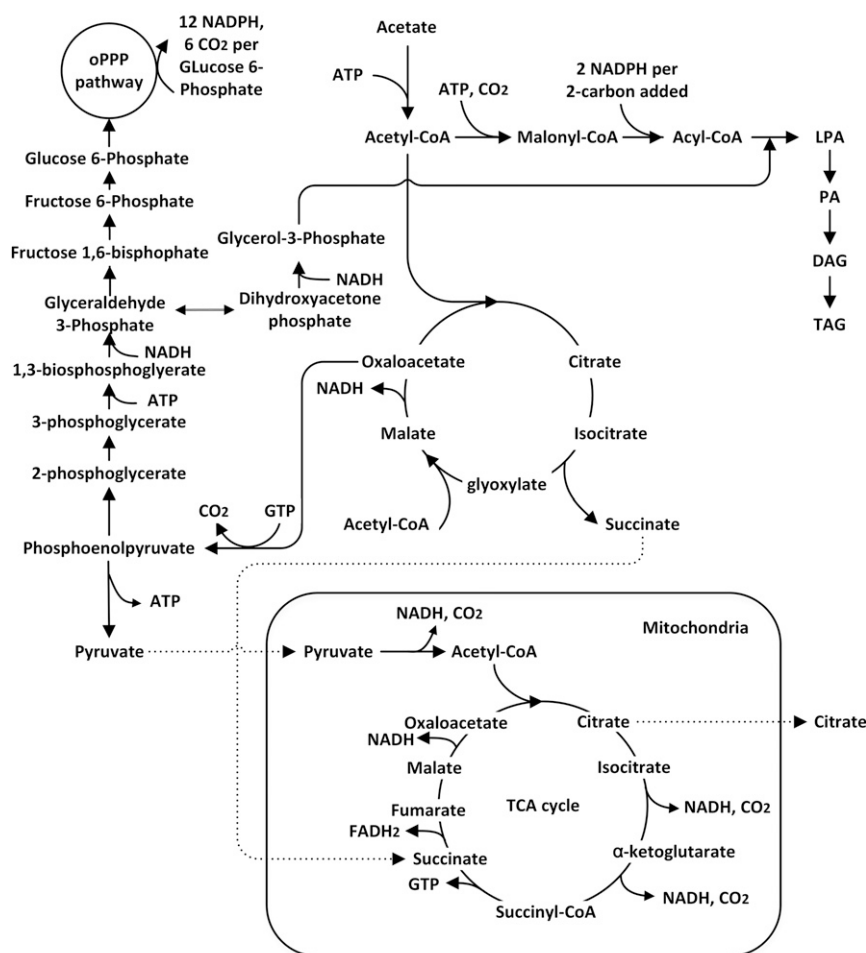 12 NADPH,
6 CO2 per
GLucose 6-
Phosphate
oPPP
pathway
Acetate
ATP
ATP, CO2
2 NADPH per
2-carbon added
Acetyl-CoA
Malonyl-CoA
Acyl-CoA
LPA
Glucose 6-Phosphate
PA
Fructose 6-Phosphate
Glycerol-3-Phosphate
Fructose 1,6-bisphophate
DAG
NADH
Glyceraldehyde
3-Phosphate
Dihydroxyacetone
phosphate
TAG
NADH
1,3-biosphosphoglyerate
Oxaloacetate
Citrate
NADH
ATP
3-phosphoglycerate
Malate
Isocitrate
2-phosphoglycerate
glyoxylate
CO2
GTP
Acetyl-CoA
Succinate
Phosphoenolpyruvate
ATP
NADH, CO2
Mitochondria
Pyruvate
Pyruvate
Acetyl-CoA
Oxaloacetate
Citrate
Citrate
NADH
Malate
Isocitrate
Fumarate
TCA cycle
NADH, CO2
FADH2
Succinate
α-ketoglutarate
GTP
NADH, CO2
Succinyl-CoA